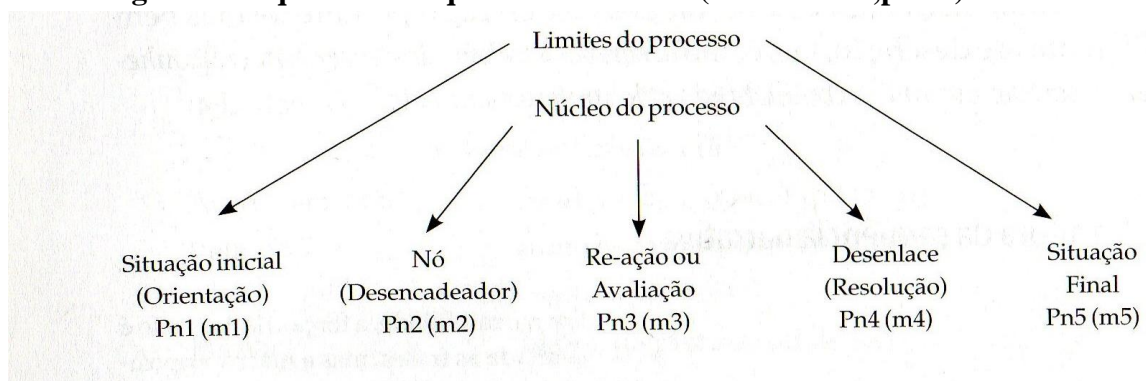 Limites do processo
Núcleo do processo
Situação inicial
(Orientação)
Pn1 (m1)
Nó
(Desencadeador)
Pn2 (m2)
Re-ação ou
Avaliação
Pn3 (m3)
Desenlace
(Resolução)
Pn4 (m4)
Situação
Final
Pn5 (m5)